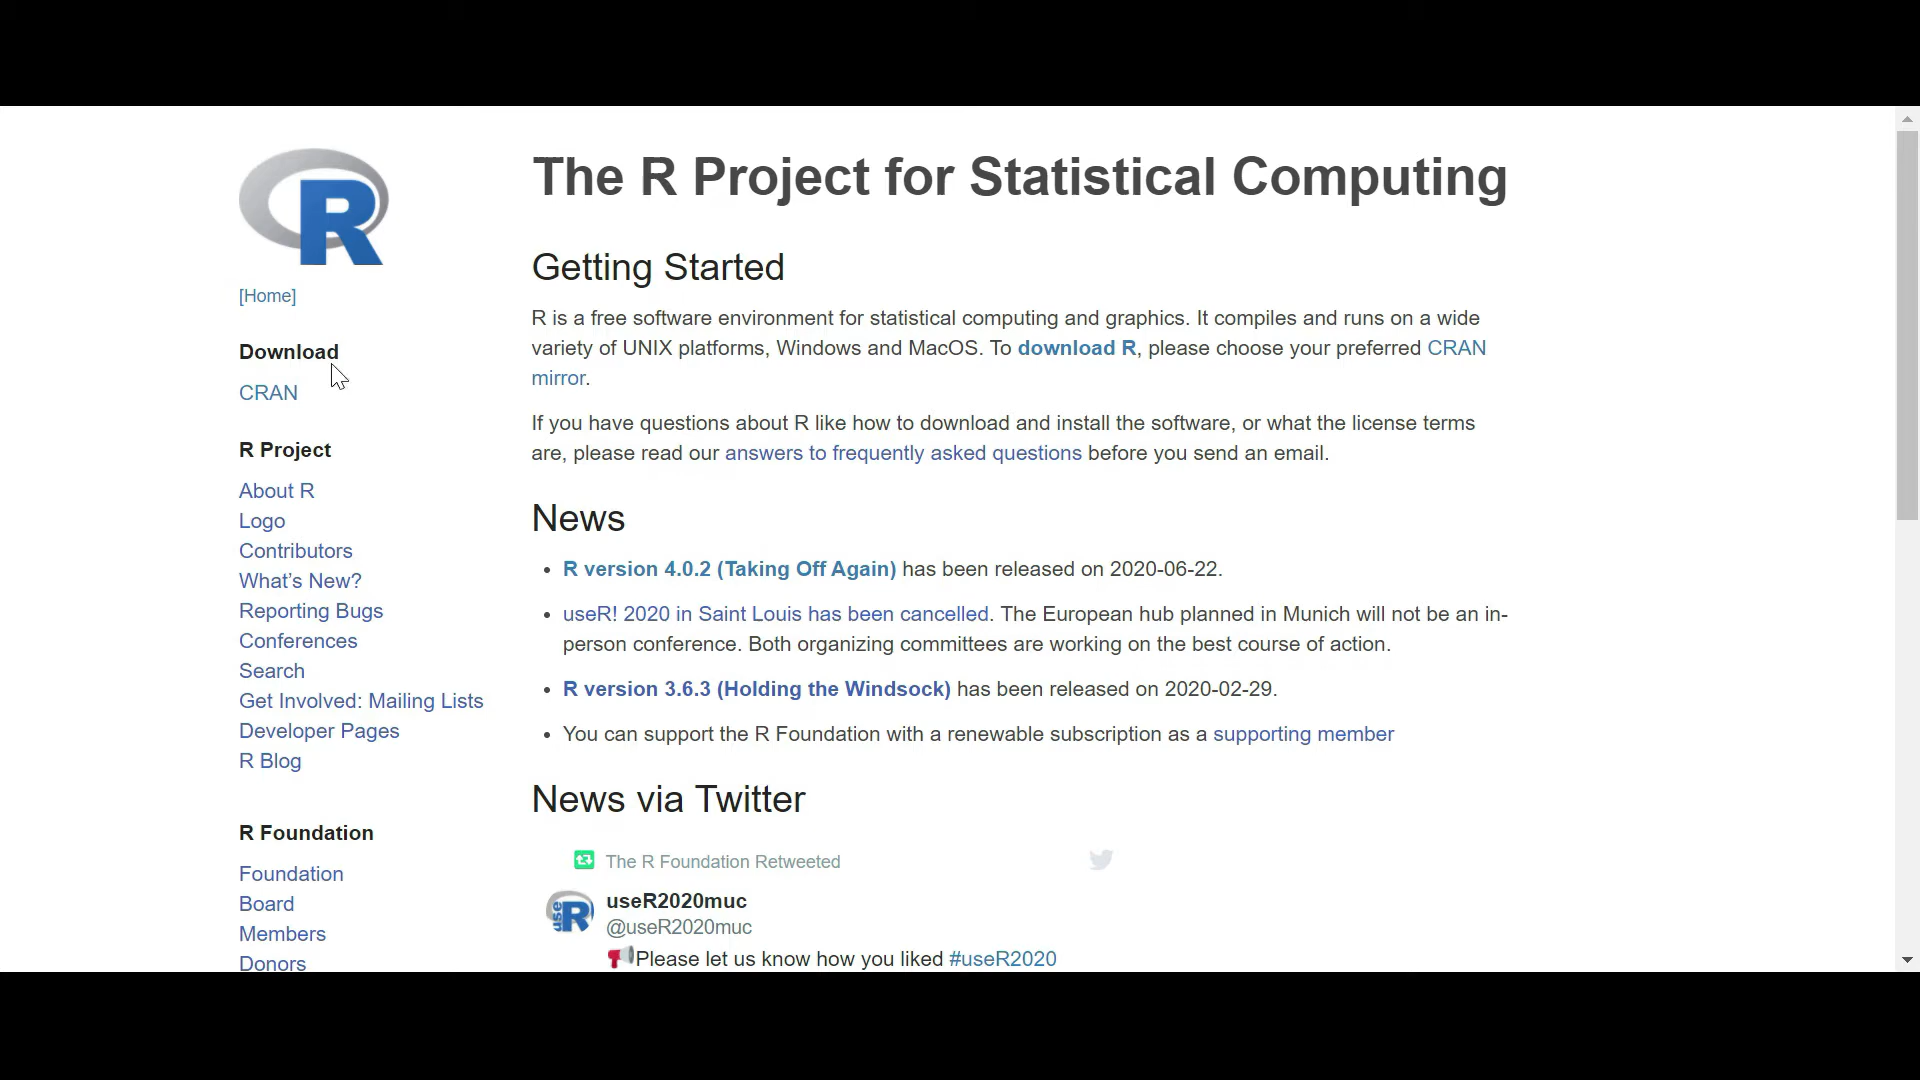 R
[Home]
Download
CRAN
R Project
About R
Logo
Contributors
What’s New?
Reporting Bugs
Conferences
Search
Get Involved: Mailing Lists
Developer Pages
R Blog
R Foundation
Foundation
Board
Members
Donors
The R Project for Statistical Computing
Getting Started
R is a free software environment for statistical computing and graphics. It compiles and runs on a wide
variety of UNIX platforms, Windows and MacOS. To download R, please choose your preferred CRAN
mirror.
If you have questions about R like how to download and install the software, or what the license terms
are, please read our answers to frequently asked questions before you send an email.
News
• R version 4.0.2 (Taking Off Again) has been released on 2020-06-22.
• useR! 2020 in Saint Louis has been cancelled. The European hub planned in Munich will not be an in-
person conference. Both organizing committees are working on the best course of action.
• R version 3.6.3 (Holding the Windsock) has been released on 2020-02-29.
• You can support the R Foundation with a renewable subscription as a supporting member
News via Twitter
The R Foundation Retweeted
use R
useR2020muc
@useR2020muc
Please let us know how you liked #useR2020